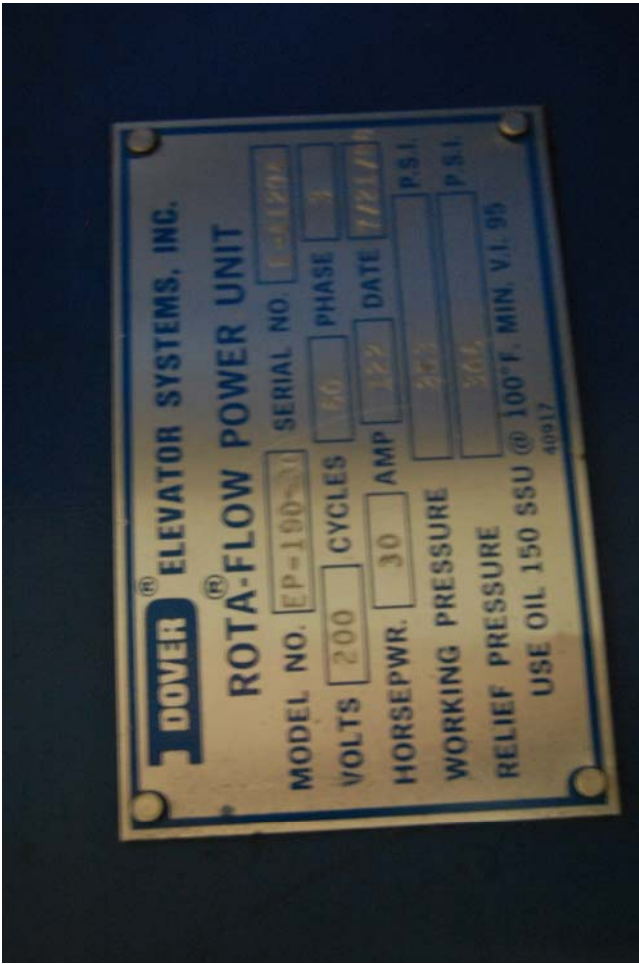 DOVER® ELEVATOR SYSTEMS, INC.
ROTA-FLOW® POWER UNIT
MODEL NO. SERIAL NO.
VOLTS 200 CYCLES 60 PHASE 3
HORSEPWR. 30 AMP 122 DATE
WORKING PRESSURE P.S.I.
RELIEF PRESSURE P.S.I.
USE OIL 150 SSU @ 100°F. MIN. V.I. 95
40917